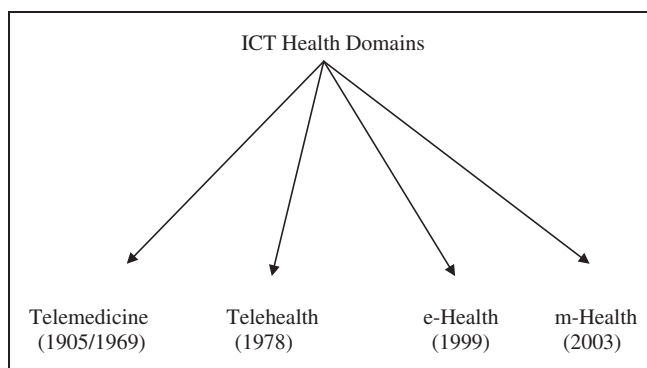 ICT Health Domains
Telemedicine Telehealth e-Health m-Health
(1905/1969) (1978) (1999) (2003)